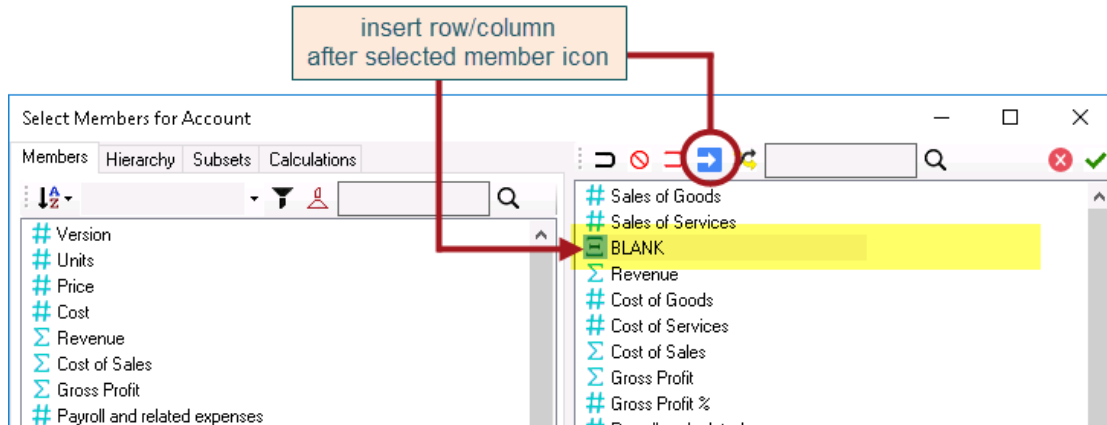 insert row/column
after selected member icon
Select Members for Account
Members Hierarchy Subsets Calculations
Version
Units
Price
Cost
Revenue
Cost of Sales
Gross Profit
Payroll and related expenses
Sales of Goods
Sales of Services
BLANK
Revenue
Cost of Goods
Cost of Services
Cost of Sales
Gross Profit
Gross Profit %